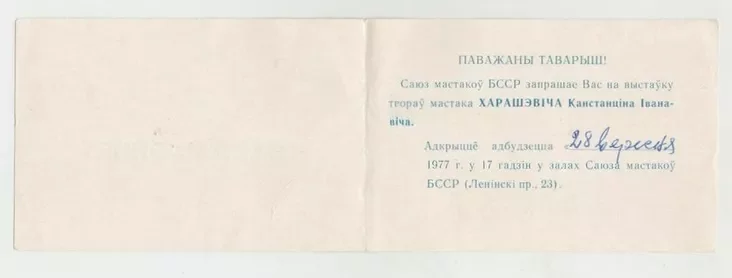 ПАВАЖАНЫ ТАВАРЫШ!
Саюз мастакоў БССР запрашае Вас на выстаўку
твораў мастака ХАРАШЭВІЧА Канстанціна Івана-
віча.
Адкрыццё адбудзецца 28 верасня
1977 г. у 17 гадзін у залах Саюза мастакоў
БССР (Ленінскі пр., 23).